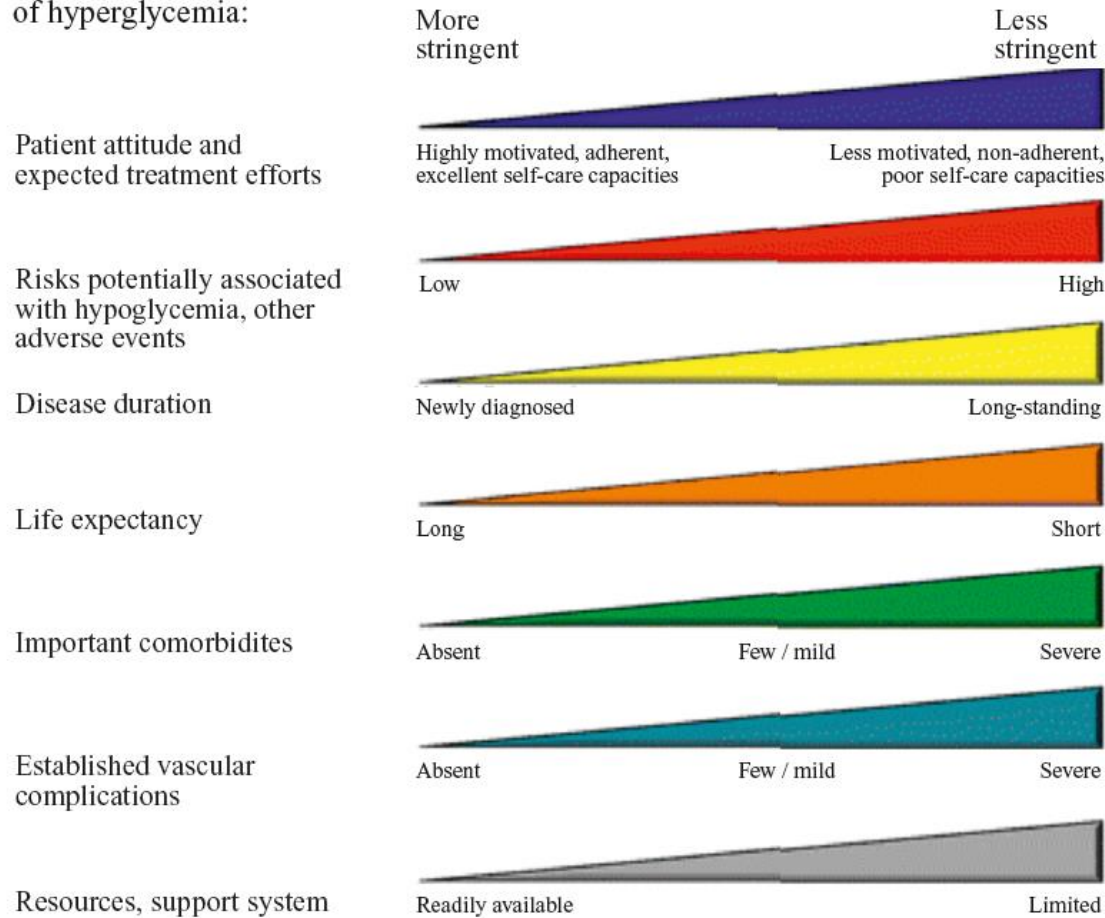 of hyperglycemia:
More
stringent
Less
stringent
Patient attitude and
expected treatment efforts
Highly motivated, adherent,
excellent self-care capacities
Less motivated, non-adherent,
poor self-care capacities
Risks potentially associated
with hypoglycemia, other
adverse events
Low
High
Disease duration
Newly diagnosed
Long-standing
Life expectancy
Long
Short
Important comorbidites
Absent
Few / mild
Severe
Established vascular
complications
Absent
Few / mild
Severe
Resources, support system
Readily available
Limited